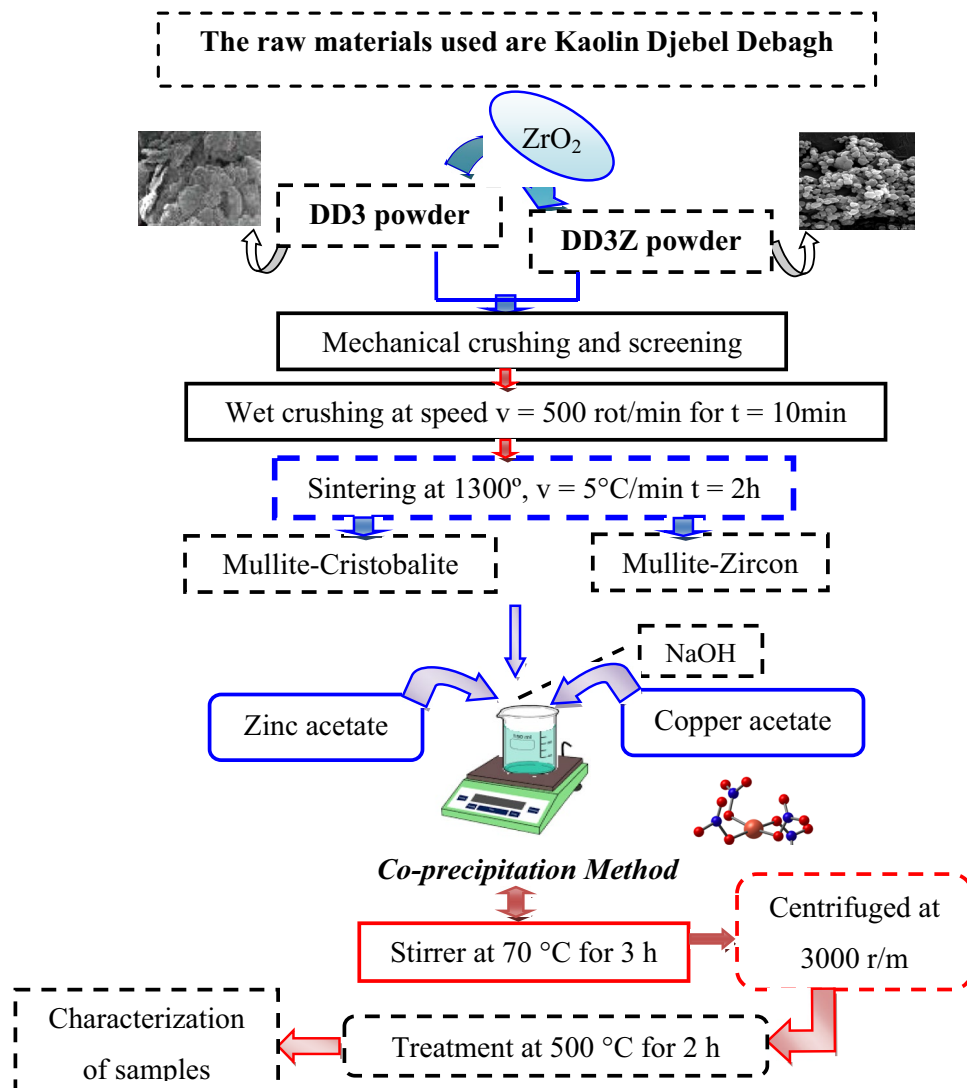 The raw materials used are Kaolin Djebel Debagh
ZrO₂
DD3 powder
DD3Z powder
Mechanical crushing and screening
Wet crushing at speed v = 500 rot/min for t = 10min
Sintering at 1300º, v = 5°C/min t = 2h
Mullite-Cristobalite
Mullite-Zircon
NaOH
Zinc acetate
Copper acetate
Co-precipitation Method
Stirrer at 70 °C for 3 h
Centrifuged at
3000 r/m
Treatment at 500 °C for 2 h
Characterization
of samples